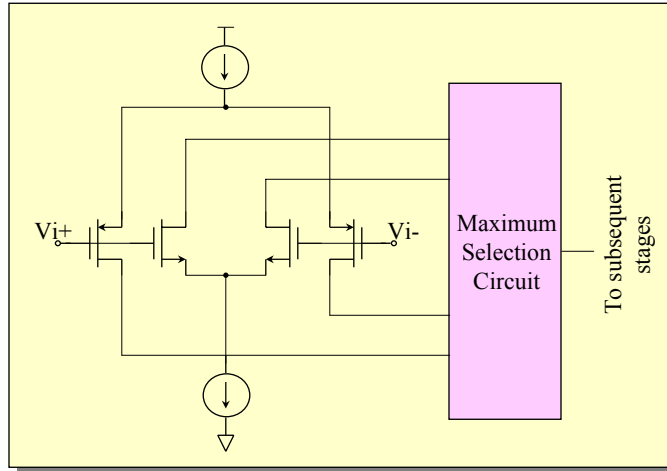 Vi+
Vi-
Maximum
Selection
Circuit
To subsequent
stages